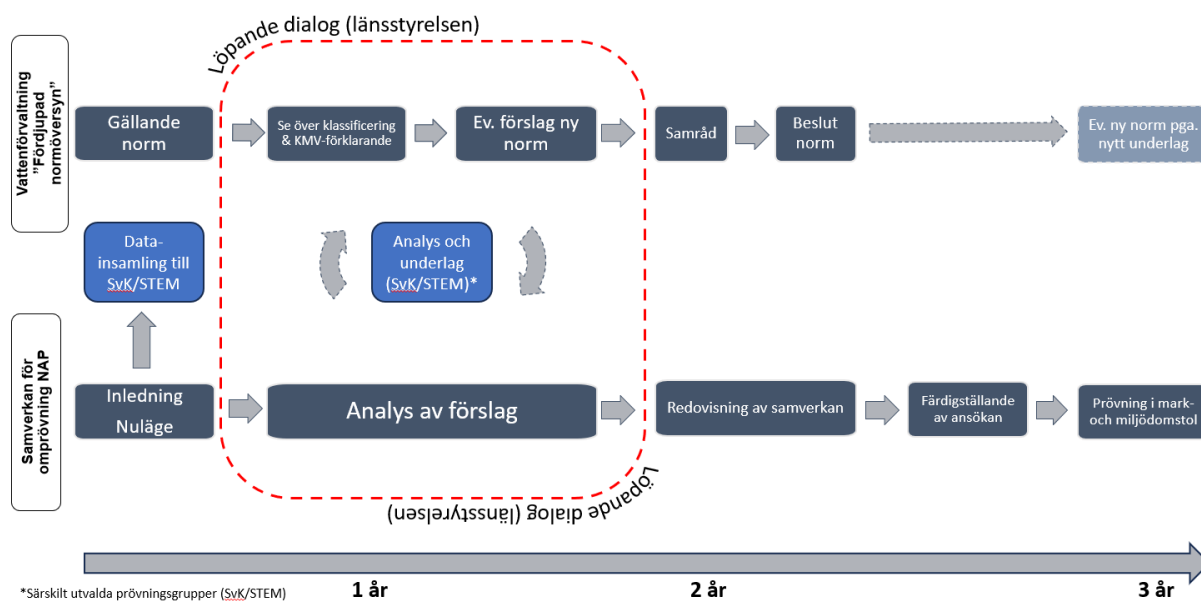 Löpande dialog (länsstyrelsen)
Vattenförvaltning
”Fördjupad
normöversyn”
Gällande
norm
Se över klassificering
& KMV-förklarande
Ev. förslag ny
norm
Samråd
Beslut
norm
Ev. ny norm pga.
nytt underlag
Data-
insamling till
SvK/STEM
Analys och
underlag
(SvK/STEM)*
Samverkan för
omprövning NAP
Inledning
Nuläge
Analys av förslag
Redovisning av samverkan
Färdigställande
av ansökan
Prövning i mark-
och miljödomstol
Löpande dialog (länsstyrelsen)
*Särskilt utvalda prövningsgrupper (SvK/STEM)
1 år
2 år
3 år